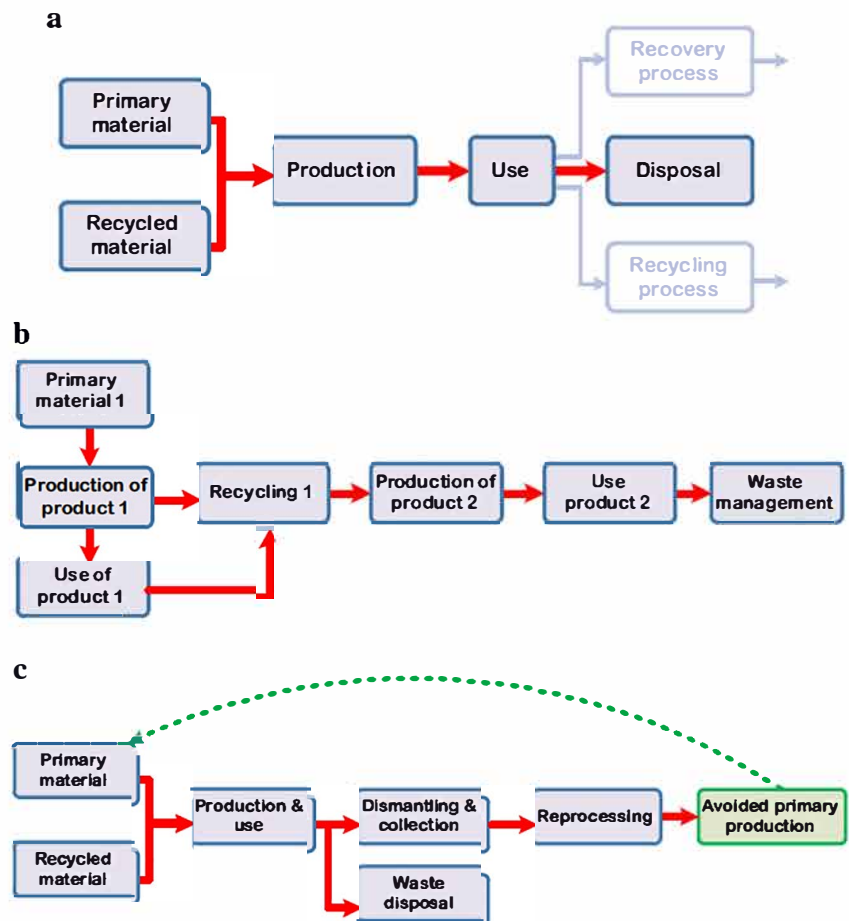 a
Primary
material
Recycled
material
Production
Use
Recovery
process
Disposal
Recycling
process
b
Primary
material 1
Production of
product 1
Use of
product 1
Recycling 1
Production of
product 2
Use
product 2
Waste
management
c
Primary
material
Recycled
material
Production &
use
Dismantling &
collection
Waste
disposal
Reprocessing
Avoided primary
production